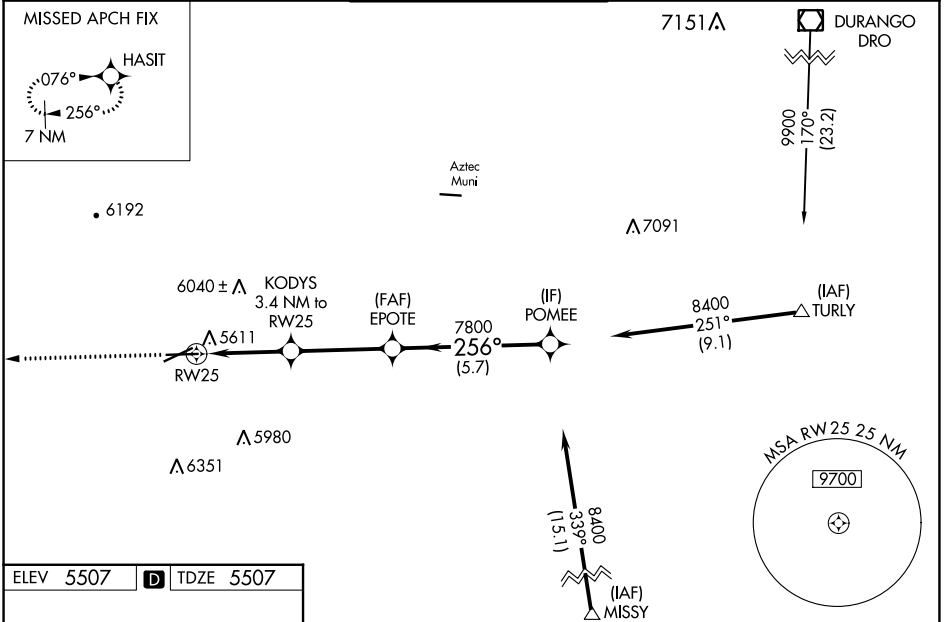 MISSED APCH FIX
HASIT
076°
256°
7 NM
7151
DURANGO
DRO
9900
170°
(23.2)
Aztec
Muni
6192
7091
6040 ±
KODYS
3.4 NM to
RW25
(FAF)
EPOTE
(IF)
POMEE
(IAF)
TURLY
8400
251°
(9.1)
5611
7800
256°
(5.7)
RW25
5980
6351
8400
339°
(15.1)
(IAF)
MISSY
MSA RW 25 25 NM
9700
ELEV 5507 D TDZE 5507